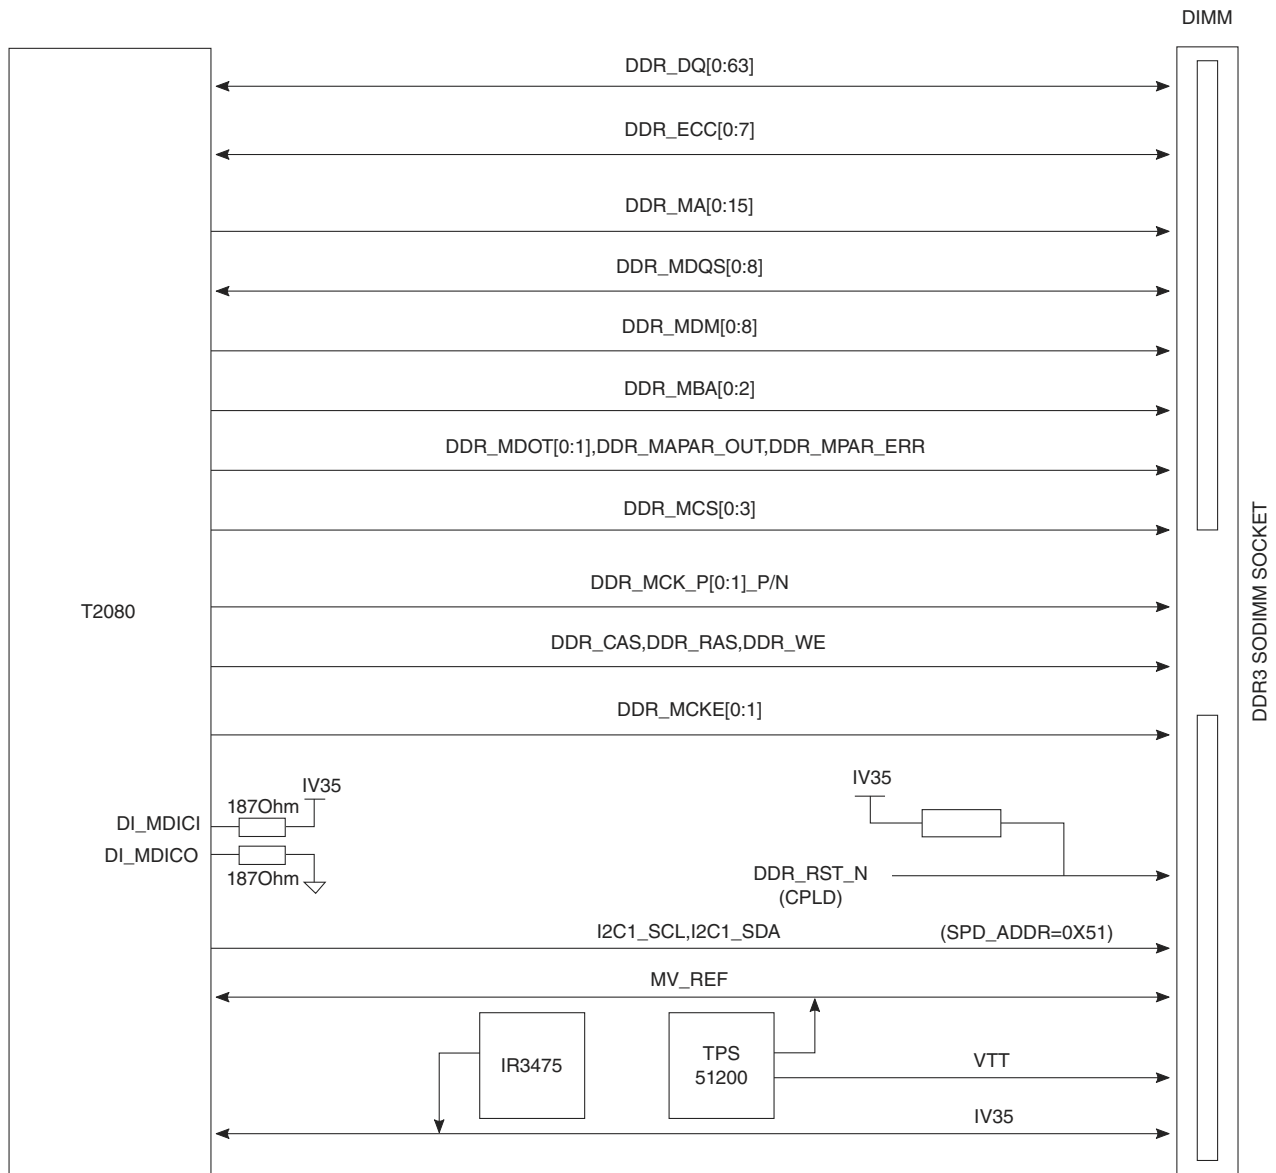 DIMM
DDR_DQ[0:63]
DDR_ECC[0:7]
DDR_MA[0:15]
DDR_MDQS[0:8]
DDR_MDM[0:8]
DDR_MBA[0:2]
DDR_MDOT[0:1],DDR_MAPAR_OUT,DDR_MPAR_ERR
DDR_MCS[0:3]
DDR_MCK_P[0:1]_P/N
T2080
DDR_CAS,DDR_RAS,DDR_WE
DDR_MCKE[0:1]
DDR3 SODIMM SOCKET
IV35
187Ohm
DI_MDICI
DI_MDICO
187Ohm
IV35
DDR_RST_N
(CPLD)
I2C1_SCL,I2C1_SDA
(SPD_ADDR=0X51)
MV_REF
IR3475
TPS
51200
VTT
IV35